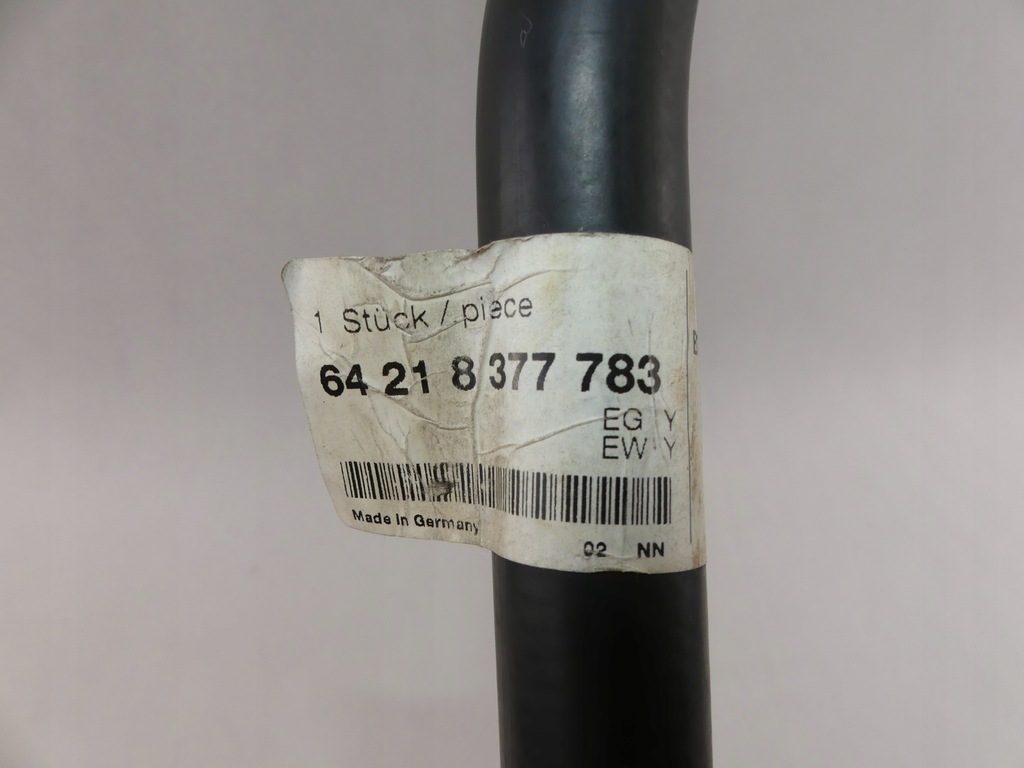 1 Stück / piece
64 21 8 377 783
EG Y
EW Y
Made in Germany
02 NN